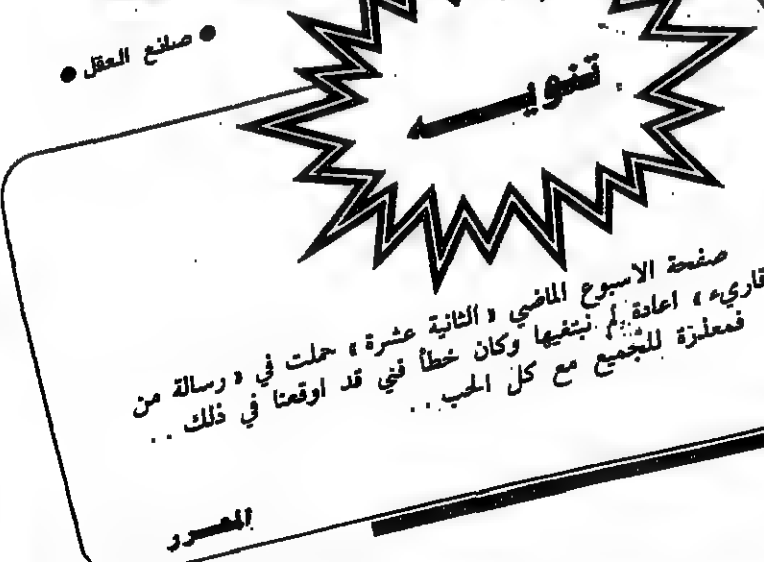 ● صانع العقل ●
تنويـــــه
صفحة الاسبوع الماضي « الثانية عشرة » حملت في « رسالة من
قاريء » اعادة لم نبتغيها وكان خطأ فني قد اوقعنا في ذلك ..
فمعذرة للجميع مع كل الحب ...
المحـــرر